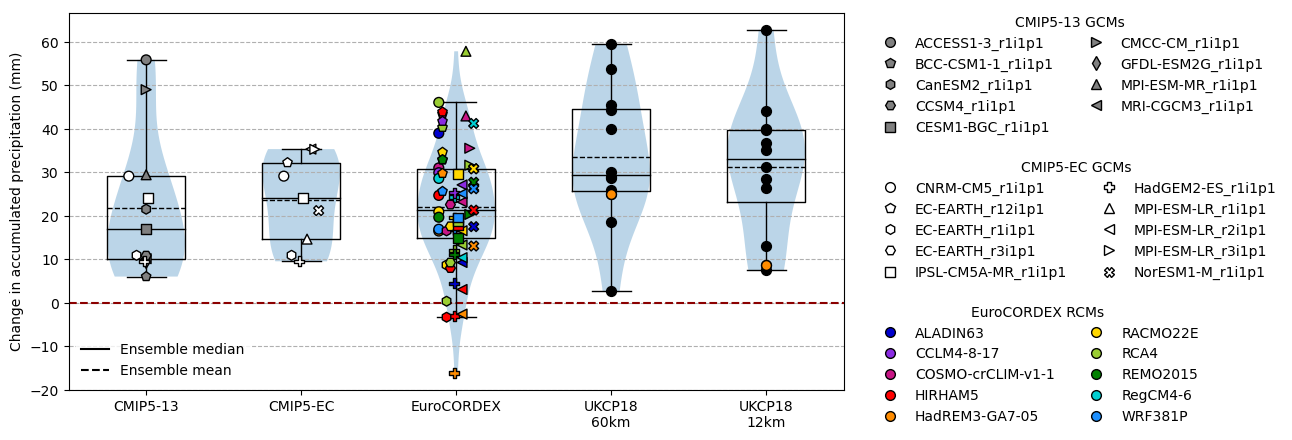 Change in accumulated precipitation (mm)
60
50
40
30
20
10
0
−10
−20
Ensemble median
Ensemble mean
CMIP5-13
CMIP5-EC
EuroCORDEX
UKCP18
60km
UKCP18
12km
CMIP5-13 GCMs
ACCESS1-3_r1i1p1
BCC-CSM1-1_r1i1p1
CanESM2_r1i1p1
CCSM4_r1i1p1
CESM1-BGC_r1i1p1
CMCC-CM_r1i1p1
GFDL-ESM2G_r1i1p1
MPI-ESM-MR_r1i1p1
MRI-CGCM3_r1i1p1
CMIP5-EC GCMs
CNRM-CM5_r1i1p1
EC-EARTH_r12i1p1
EC-EARTH_r1i1p1
EC-EARTH_r3i1p1
IPSL-CM5A-MR_r1i1p1
HadGEM2-ES_r1i1p1
MPI-ESM-LR_r1i1p1
MPI-ESM-LR_r2i1p1
MPI-ESM-LR_r3i1p1
NorESM1-M_r1i1p1
EuroCORDEX RCMs
ALADIN63
CCLM4-8-17
COSMO-crCLIM-v1-1
HIRHAM5
HadREM3-GA7-05
RACMO22E
RCA4
REMO2015
RegCM4-6
WRF381P